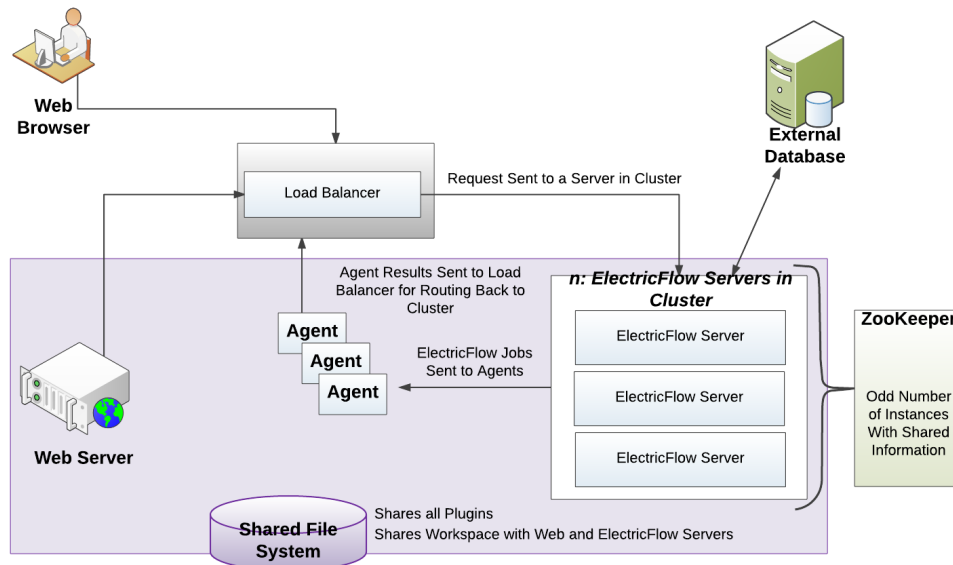 Web
Browser
External
Database
Load Balancer
Request Sent to a Server in Cluster
Agent Results Sent to Load
Balancer for Routing Back to
Cluster
n: ElectricFlow Servers in
Cluster
ZooKeeper
Agent
Agent
Agent
ElectricFlow Jobs
Sent to Agents
ElectricFlow Server
ElectricFlow Server
ElectricFlow Server
Odd Number
of Instances
With Shared
Information
Web Server
Shared File
System
Shares all Plugins
Shares Workspace with Web and ElectricFlow Servers